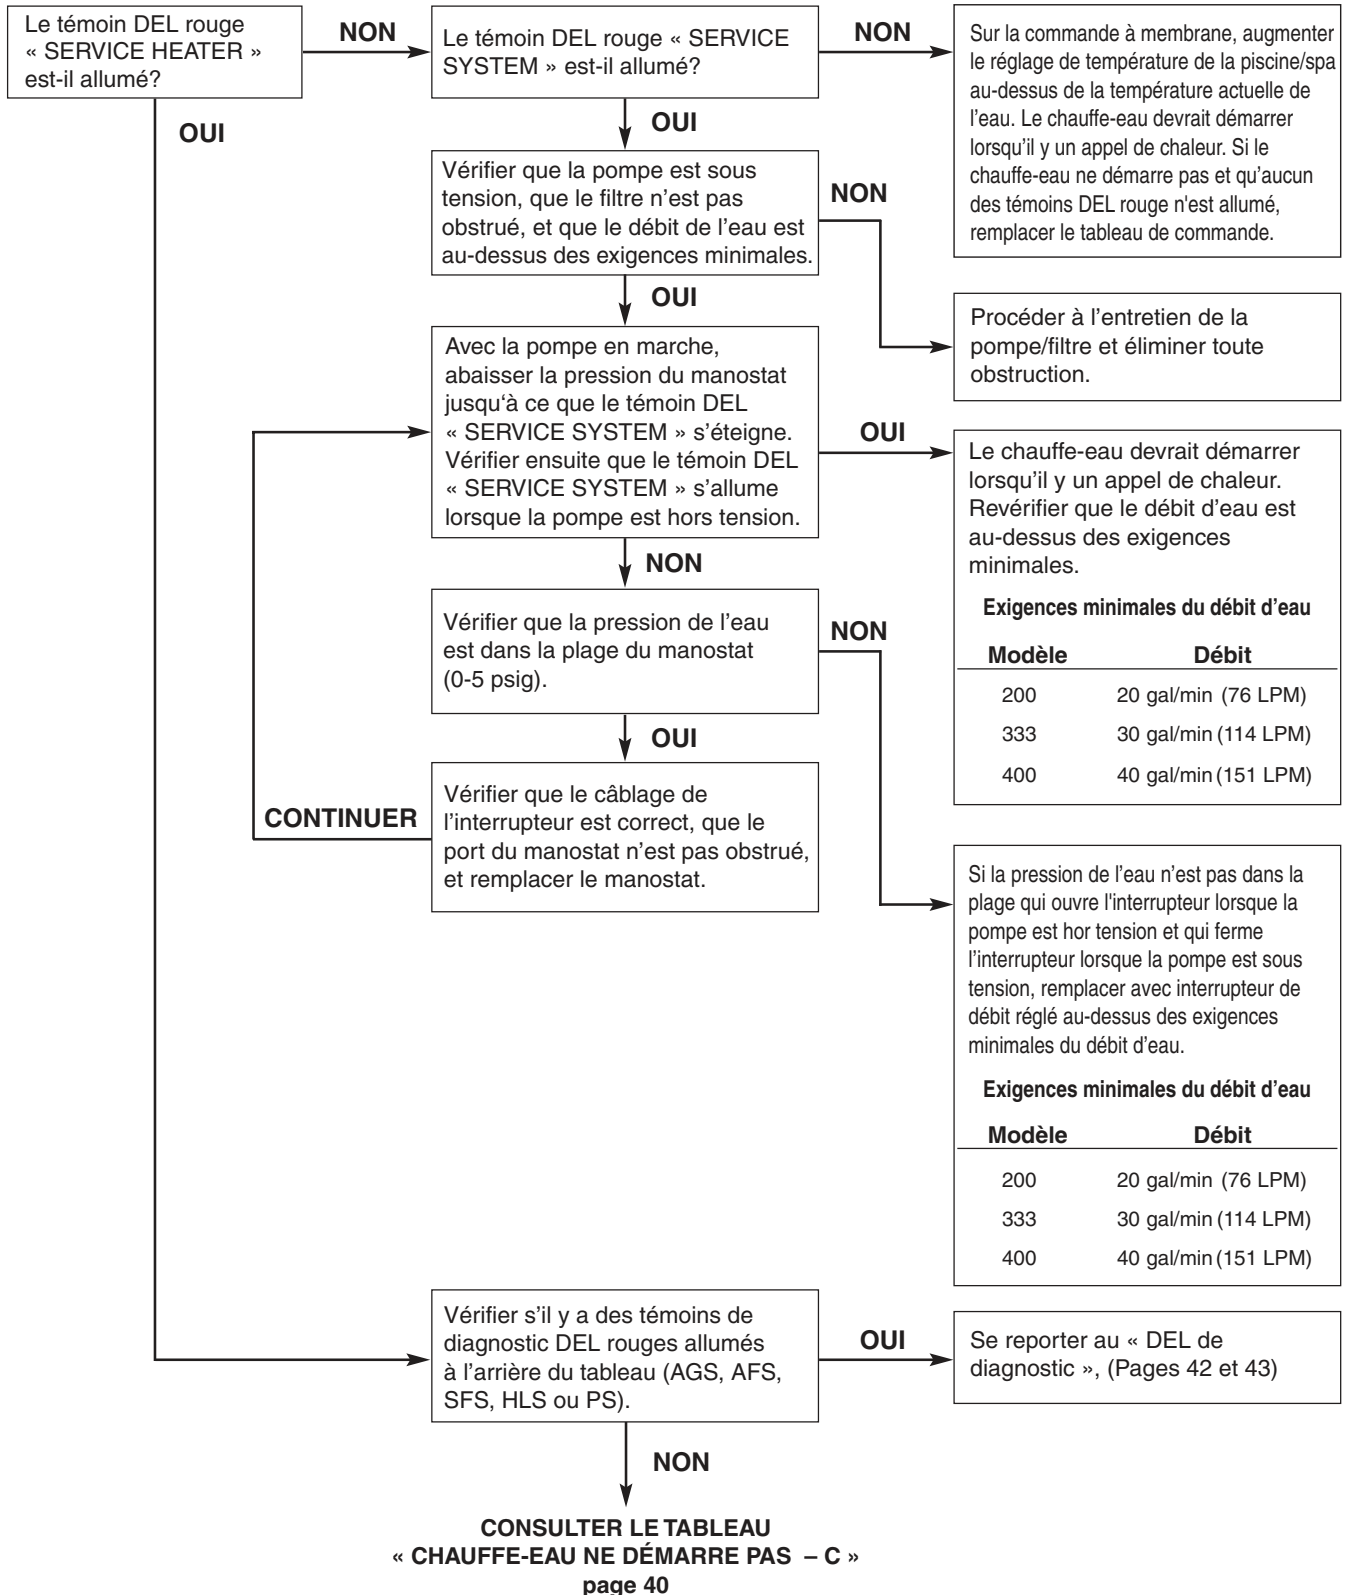 Le témoin DEL rouge
« SERVICE HEATER »
est-il allumé?
NON
Le témoin DEL rouge « SERVICE
SYSTEM » est-il allumé?
NON
Sur la commande à membrane, augmenter
le réglage de température de la piscine/spa
au-dessus de la température actuelle de
l'eau. Le chauffe-eau devrait démarrer
lorsqu'il y un appel de chaleur. Si le
chauffe-eau ne démarre pas et qu'aucun
des témoins DEL rouge n'est allumé,
remplacer le tableau de commande.
OUI
OUI
Vérifier que la pompe est sous
tension, que le filtre n'est pas
obstrué, et que le débit de l'eau est
au-dessus des exigences minimales.
NON
Procéder à l'entretien de la
pompe/filtre et éliminer toute
obstruction.
OUI
Avec la pompe en marche,
abaisser la pression du manostat
jusqu'à ce que le témoin DEL
« SERVICE SYSTEM » s'éteigne.
Vérifier ensuite que le témoin DEL
« SERVICE SYSTEM » s'allume
lorsque la pompe est hors tension.
OUI
Le chauffe-eau devrait démarrer
lorsqu'il y un appel de chaleur.
Revérifier que le débit d'eau est
au-dessus des exigences
minimales.
Exigences minimales du débit d'eau
Modèle Débit
200 20 gal/min (76 LPM)
333 30 gal/min (114 LPM)
400 40 gal/min (151 LPM)
NON
Vérifier que la pression de l'eau
est dans la plage du manostat
(0-5 psig).
NON
Si la pression de l'eau n'est pas dans la
plage qui ouvre l'interrupteur lorsque la
pompe est hor tension et qui ferme
l'interrupteur lorsque la pompe est sous
tension, remplacer avec interrupteur de
débit réglé au-dessus des exigences
minimales du débit d'eau.
Exigences minimales du débit d'eau
Modèle Débit
200 20 gal/min (76 LPM)
333 30 gal/min (114 LPM)
400 40 gal/min (151 LPM)
OUI
Vérifier que le câblage de
l'interrupteur est correct, que le
port du manostat n'est pas obstrué,
et remplacer le manostat.
CONTINUER
Vérifier s'il y a des témoins de
diagnostic DEL rouges allumés
à l'arrière du tableau (AGS, AFS,
SFS, HLS ou PS).
OUI
Se reporter au « DEL de
diagnostic », (Pages 42 et 43)
NON
CONSULTER LE TABLEAU
« CHAUFFE-EAU NE DÉMARRE PAS – C »
page 40